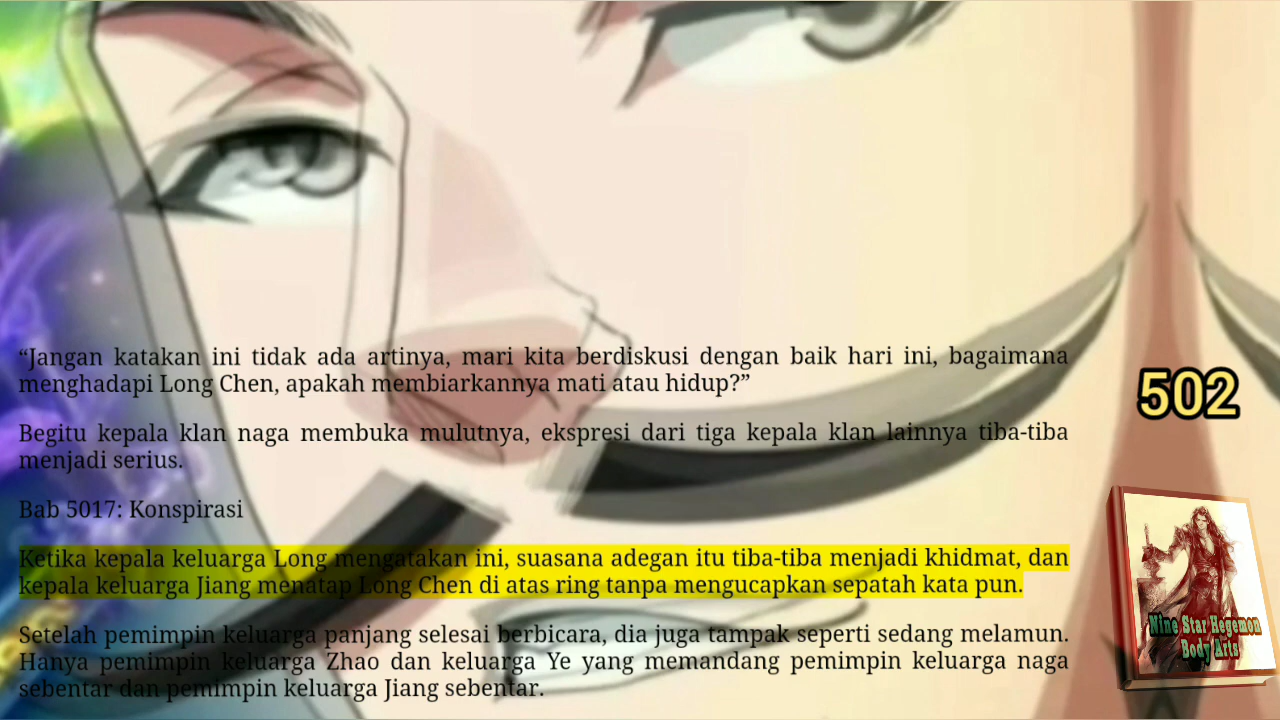 “Jangan katakan ini tidak ada artinya, mari kita berdiskusi dengan baik hari ini, bagaimana
menghadapi Long Chen, apakah membiarkannya mati atau hidup?”
Begitu kepala klan naga membuka mulutnya, ekspresi dari tiga kepala klan lainnya tiba-tiba
menjadi serius.
Bab 5017: Konspirasi
Ketika kepala keluarga Long mengatakan ini, suasana adegan itu tiba-tiba menjadi khidmat, dan
kepala keluarga Jiang menatap Long Chen di atas ring tanpa mengucapkan sepatah kata pun.
Setelah pemimpin keluarga panjang selesai berbicara, dia juga tampak seperti sedang melamun.
Hanya pemimpin keluarga Zhao dan keluarga Ye yang memandang pemimpin keluarga naga
sebentar dan pemimpin keluarga Jiang sebentar.
502
Nine Star Hegemon
Body Arts